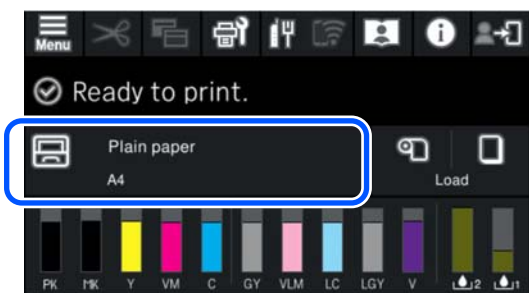 Menu
Ready to print.
Plain paper
A4
Load
PK MK Y VM C GY VLM LC LGY V 2 1